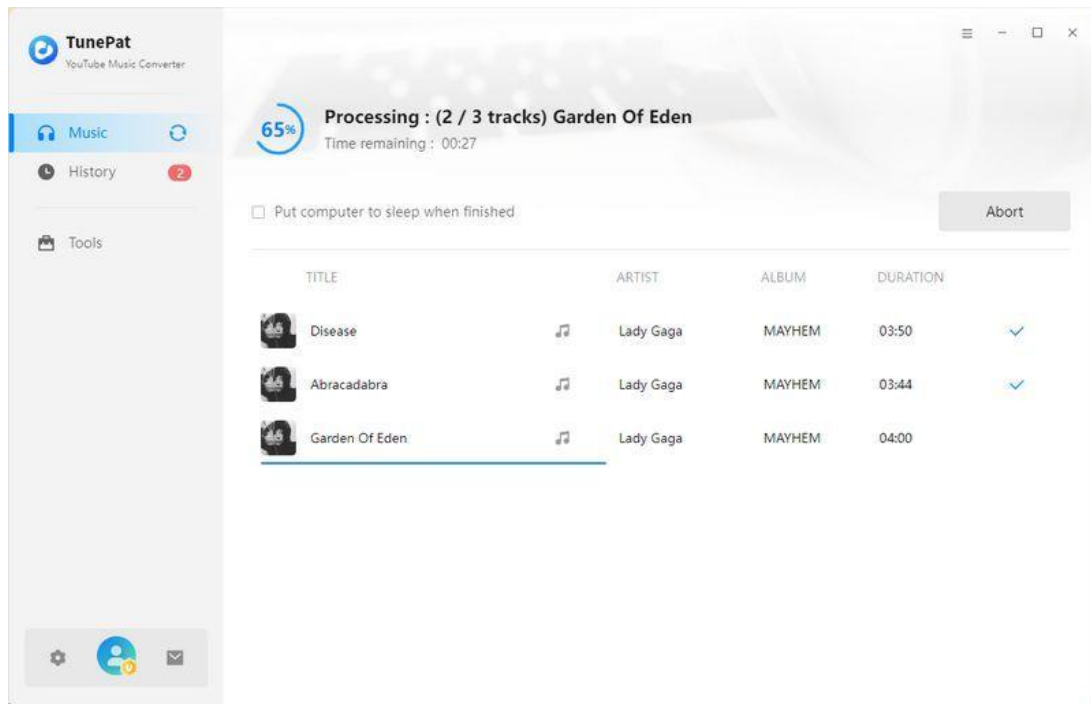 TunePat
YouTube Music Converter
Music
History 2
Tools
65%
Processing : (2 / 3 tracks) Garden Of Eden
Time remaining : 00:27
Put computer to sleep when finished
Abort
TITLE ARTIST ALBUM DURATION
Disease Lady Gaga MAYHEM 03:50
Abracadabra Lady Gaga MAYHEM 03:44
Garden Of Eden Lady Gaga MAYHEM 04:00